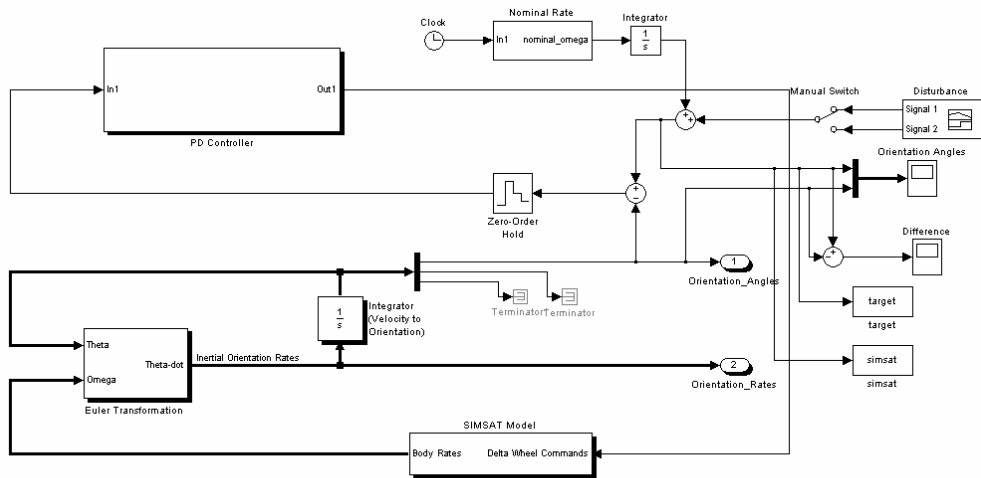 Nominal Rate
Clock
Integrator
In1
nominal_omega
1
s
In1
Out1
PD Controller
Manual Switch
Disturbance
Signal 1
Signal 2
Orientation Angles
Zero-Order
Hold
Difference
1
Orientation_Angles
Terminator
Terminator
1
s
Integrator
(Velocity to
Orientation)
target
target
Theta
Omega
Theta-dot
Euler Transformation
Inertial Orientation Rates
2
Orientation_Rates
simsat
simsat
SIMSAT Model
Body Rates
Delta Wheel Commands